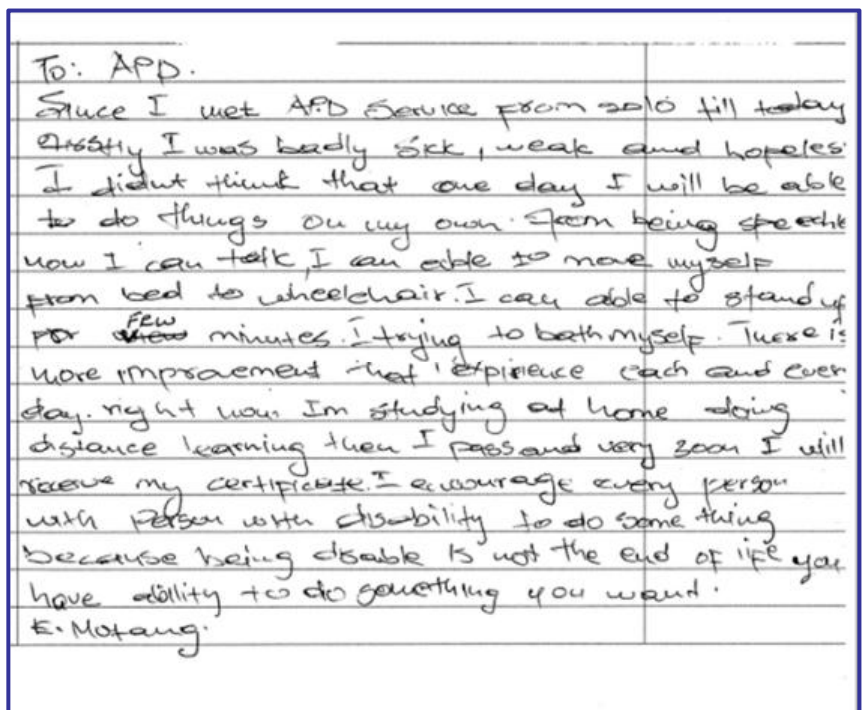 To: APD.
Since I met APD Service from 2010 till today
Firstly I was badly sick, weak and hopeles
I didnt think that one day I will be able
to do things on my own. From being speechl
now I can talk, I can able to move myself
from bed to wheelchair. I can able to stand up
for few minutes. I trying to bath myself. There is
more improvement that I expirience each and ever
day. right now Im studying at home doing
distance learning then I pass and very soon I will
receive my certificate. I encourage every person
with Person with disability to do some thing
because being disable is not the end of life you
have ability to do something you want.
E. Motang.